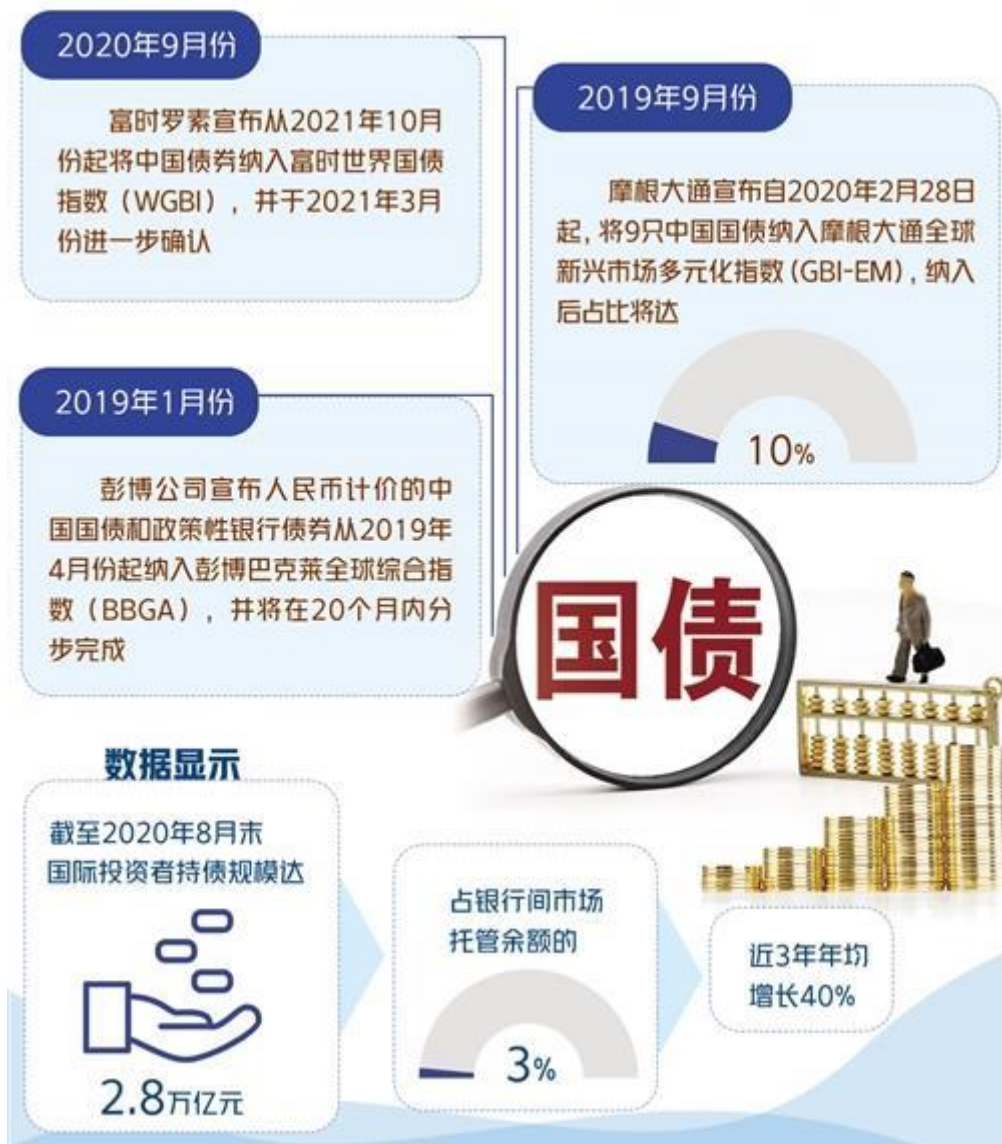 2020年9月份
富时罗素宣布从2021年10月
份起将中国债券纳入富时世界国债
指数（WGBI），并于2021年3月
份进一步确认
2019年9月份
摩根大通宣布自2020年2月28日
起，将9只中国国债纳入摩根大通全球
新兴市场多元化指数（GBI-EM），纳入
后占比将达
10%
2019年1月份
彭博公司宣布人民币计价的中
国国债和政策性银行债券从2019年
4月份起纳入彭博巴克莱全球综合指
数（BBGA），并将在20个月内分
步完成
国债
数据显示
截至2020年8月末
国际投资者持债规模达
2.8万亿元
占银行间市场
托管余额的
3%
近3年年均
增长40%